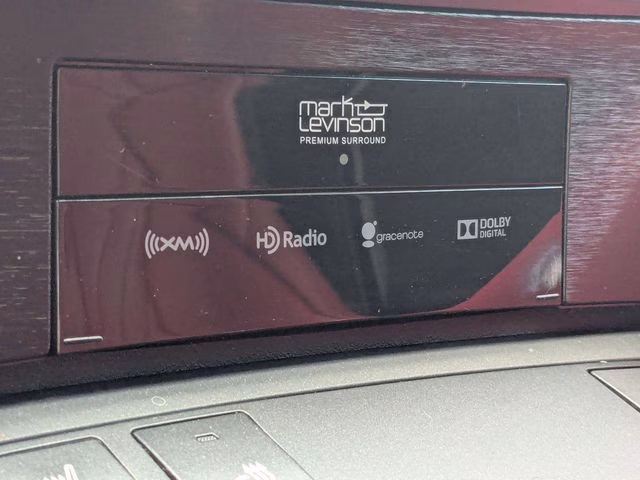 mark
Levinson
PREMIUM SURROUND
((XM)) HD Radio gracenote DOLBY
DIGITAL